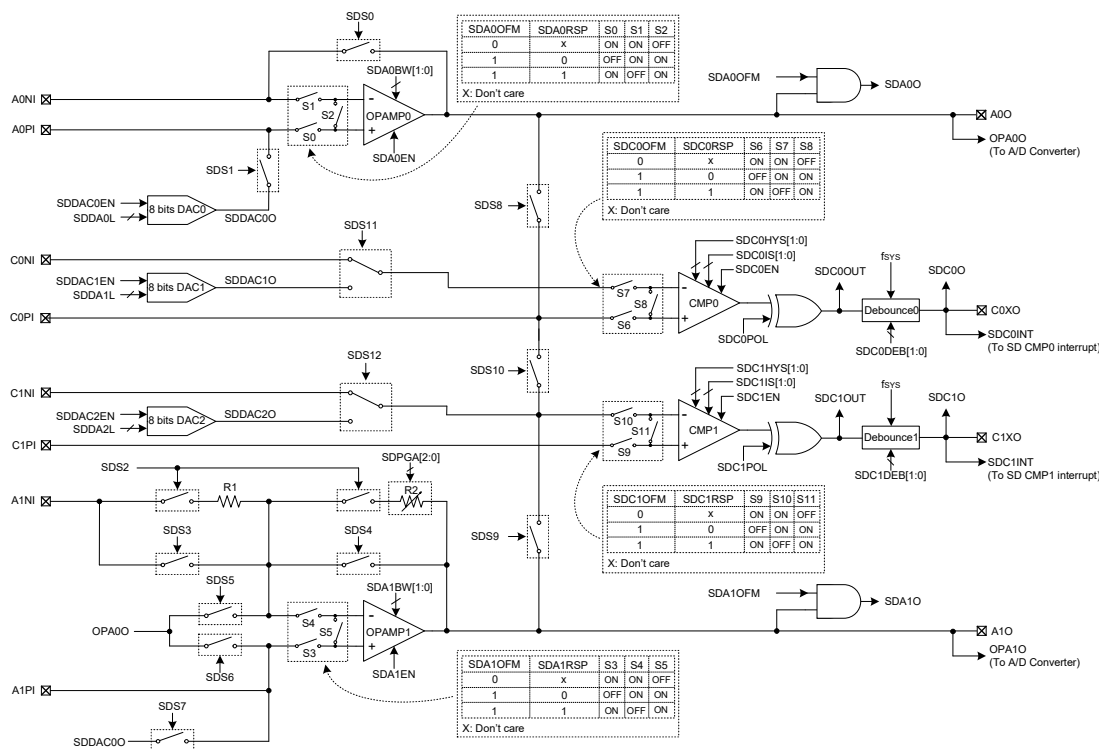 SDS0
SDA0OFM SDA0RSP S0 S1 S2
0 x ON ON OFF
1 0 OFF ON ON
1 1 ON OFF ON
X: Don't care
SDA0BW[1:0]
A0NI
S1
S2
OPAMP0
- 
+
A0PI
S0
SDA0EN
SDA0OFM
SDA0O
A0O
OPA0O
(To A/D Converter)
SDS1
SDDAC0EN
SDDA0L
8 bits DAC0
SDDAC0O
SDS8
SDC0OFM SDC0RSP S6 S7 S8
0 x ON ON OFF
1 0 OFF ON ON
1 1 ON OFF ON
X: Don't care
SDS11
C0NI
SDDAC1EN
SDDA1L
8 bits DAC1
SDDAC1O
C0PI
SDC0HYS[1:0]
SDC0IS[1:0]
SDC0EN
S7
S8
S6
-
+
CMP0
SDC0POL
SDC0OUT
fSYS
Debounce0
SDC0DEB[1:0]
SDC0O
C0XO
SDC0INT
(To SD CMP0 interrupt)
SDS10
SDS12
C1NI
SDDAC2EN
SDDA2L
8 bits DAC2
SDDAC2O
C1PI
SDC1HYS[1:0]
SDC1IS[1:0]
SDC1EN
S10
S11
S9
-
+
CMP1
SDC1POL
SDC1OUT
fSYS
Debounce1
SDC1DEB[1:0]
SDC1O
C1XO
SDC1INT
(To SD CMP1 interrupt)
SDS2
SDPGA[2:0]
A1NI
R1
R2
SDS3
SDS4
SDS9
SDC1OFM SDC1RSP S9 S10 S11
0 x ON ON OFF
1 0 OFF ON ON
1 1 ON OFF ON
X: Don't care
SDS5
SDA1BW[1:0]
OPA0O
S4
S5
S3
-
+
OPAMP1
SDA1EN
SDS6
SDA1OFM
SDA1O
A1O
OPA1O
(To A/D Converter)
A1PI
SDS7
SDDAC0O
SDA1OFM SDA1RSP S3 S4 S5
0 x ON ON OFF
1 0 OFF ON ON
1 1 ON OFF ON
X: Don't care